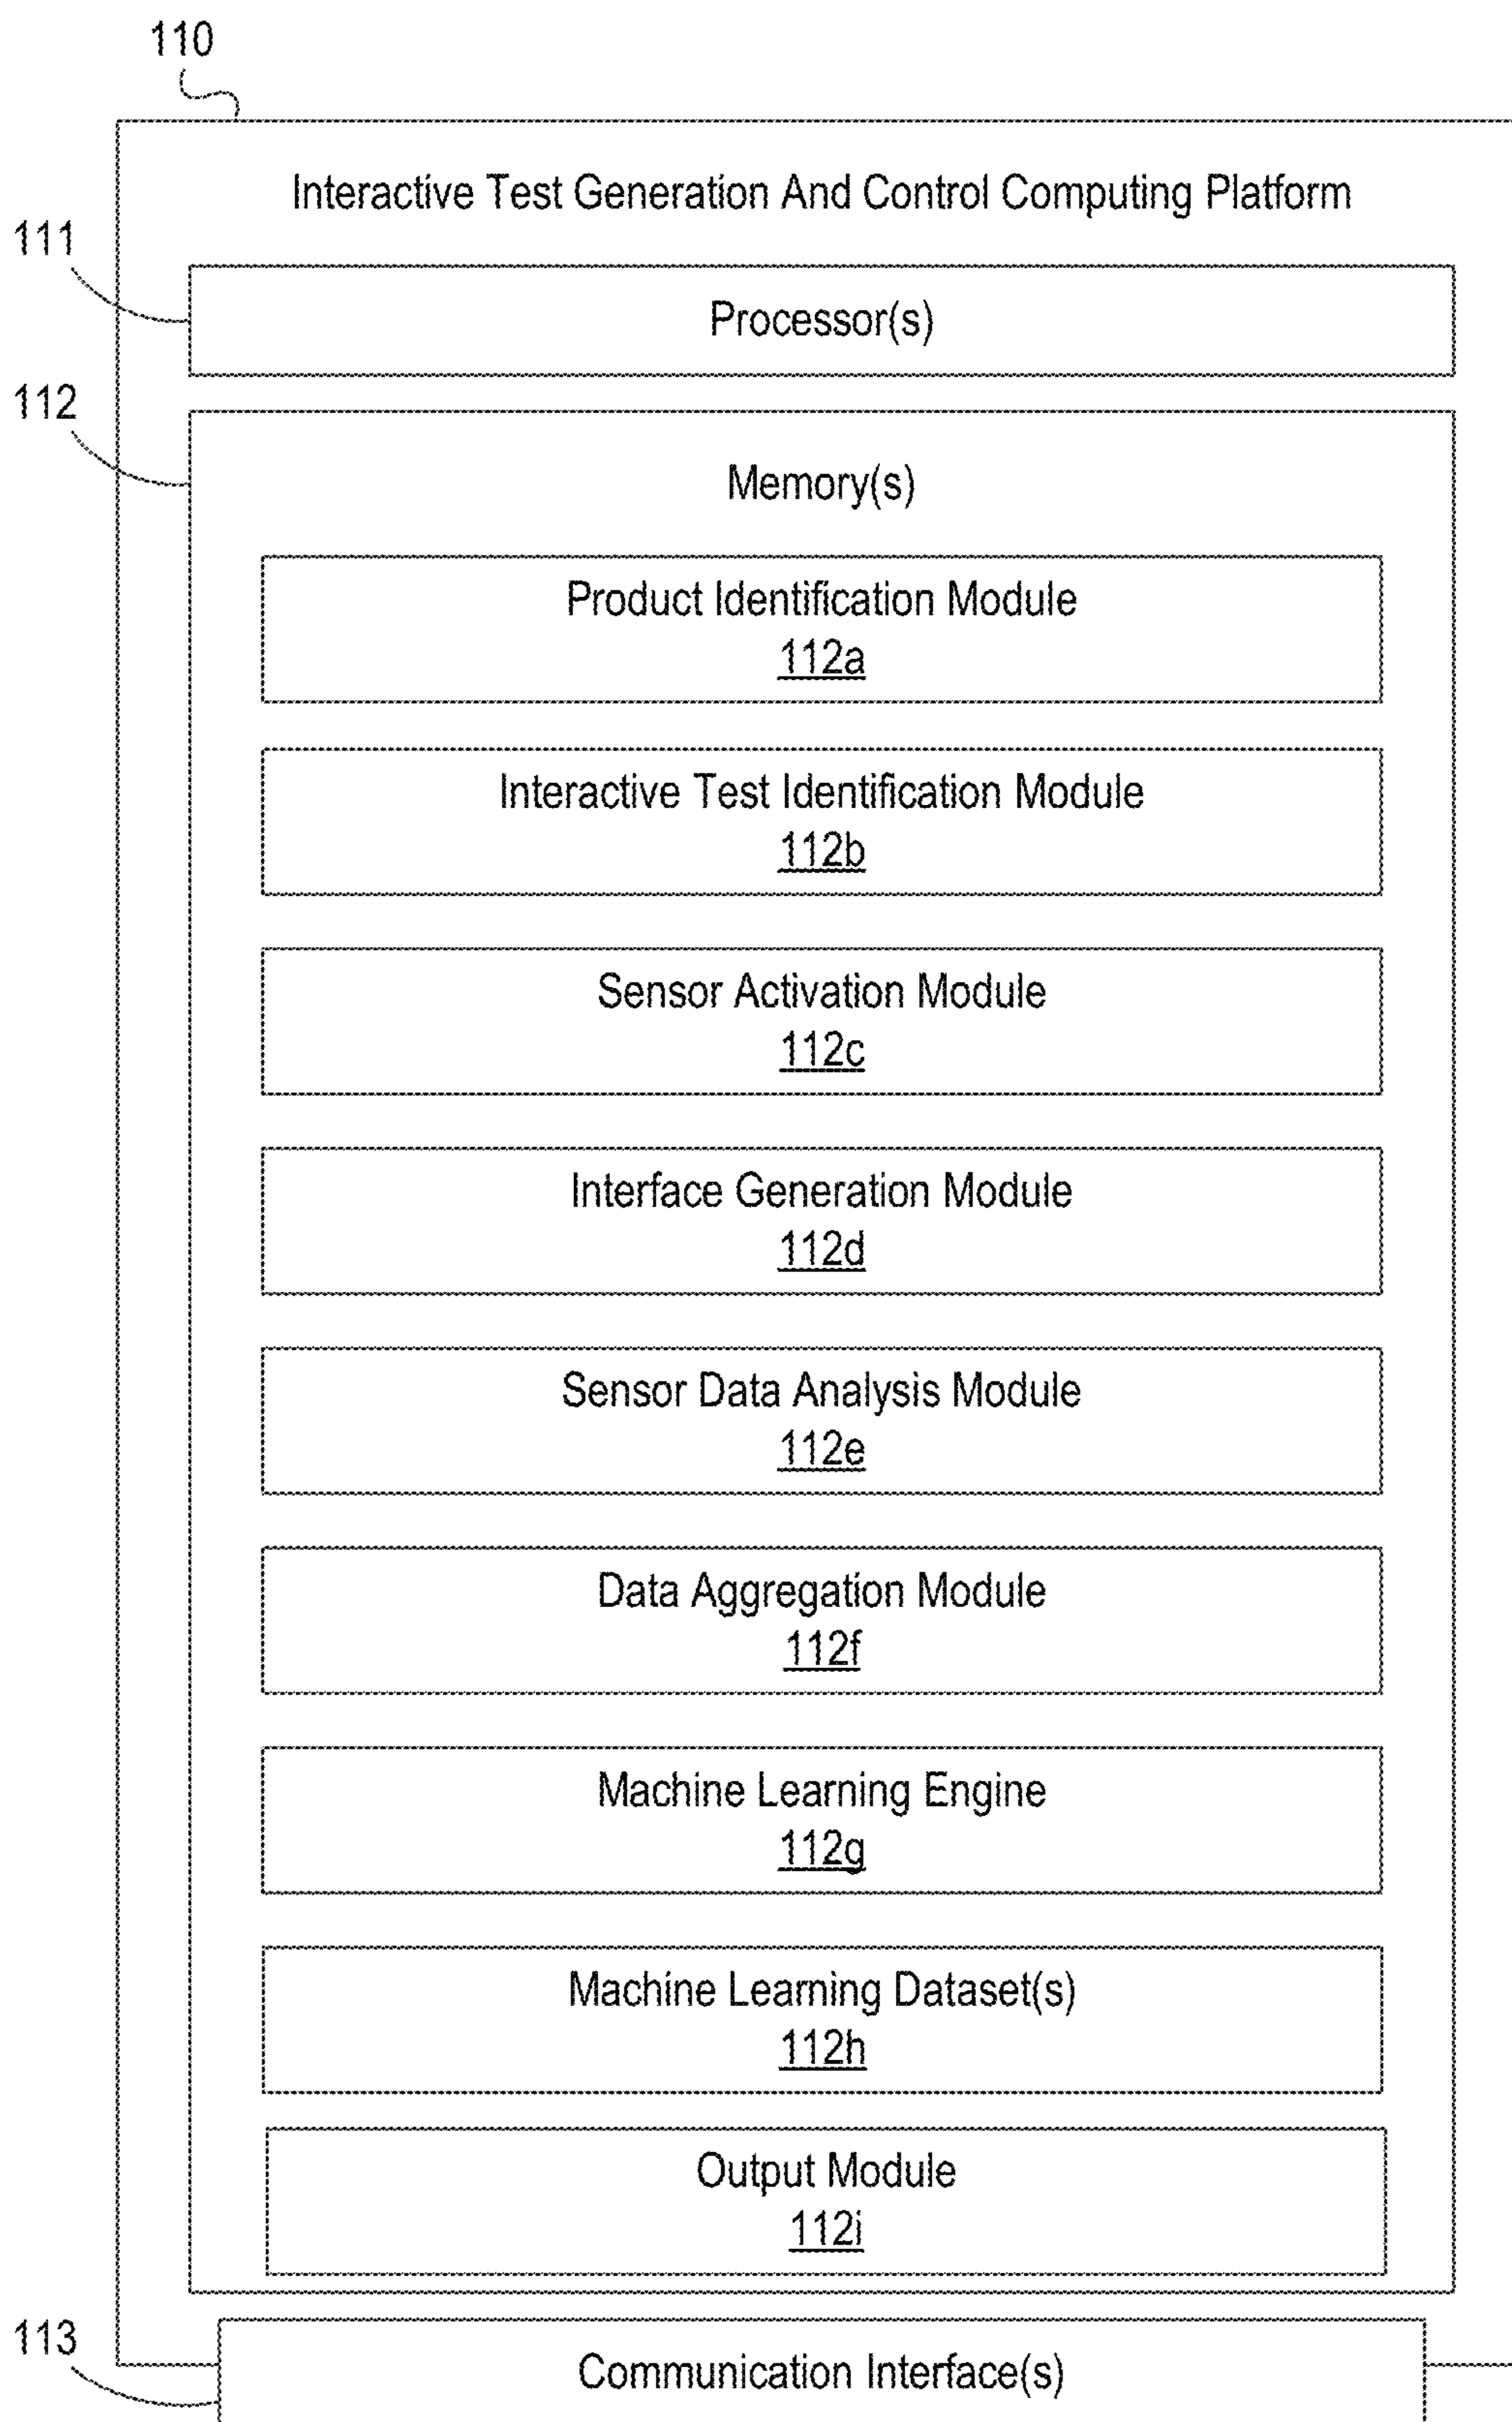 110
Interactive Test Generation And Control Computing Platform
111
Processor(s)
112
Memory(s)
Product Identification Module
112a
Interactive Test Identification Module
112b
Sensor Activation Module
112c
Interface Generation Module
112d
Sensor Data Analysis Module
112e
Data Aggregation Module
112f
Machine Learning Engine
112g
Machine Learning Dataset(s)
112h
Output Module
112i
113
Communication Interface(s)